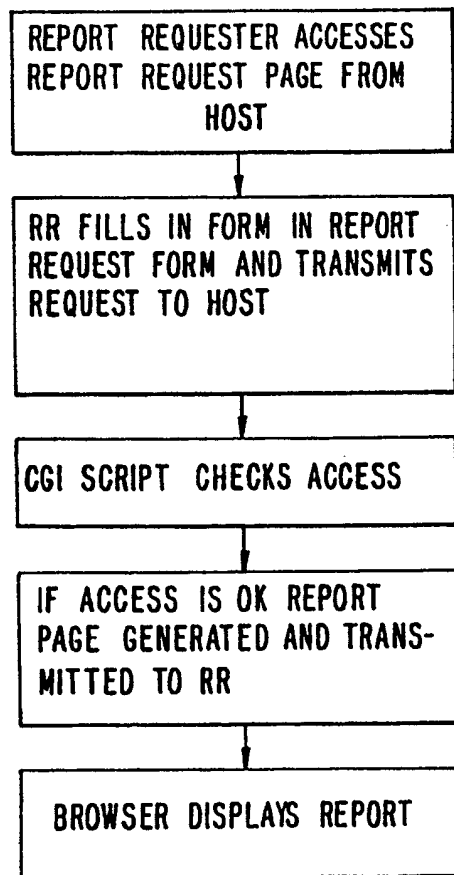 REPORT REQUESTER ACCESSES
REPORT REQUEST PAGE FROM
HOST
RR FILLS IN FORM IN REPORT
REQUEST FORM AND TRANSMITS
REQUEST TO HOST
CGI SCRIPT CHECKS ACCESS
IF ACCESS IS OK REPORT
PAGE GENERATED AND TRANS-
MITTED TO RR
BROWSER DISPLAYS REPORT